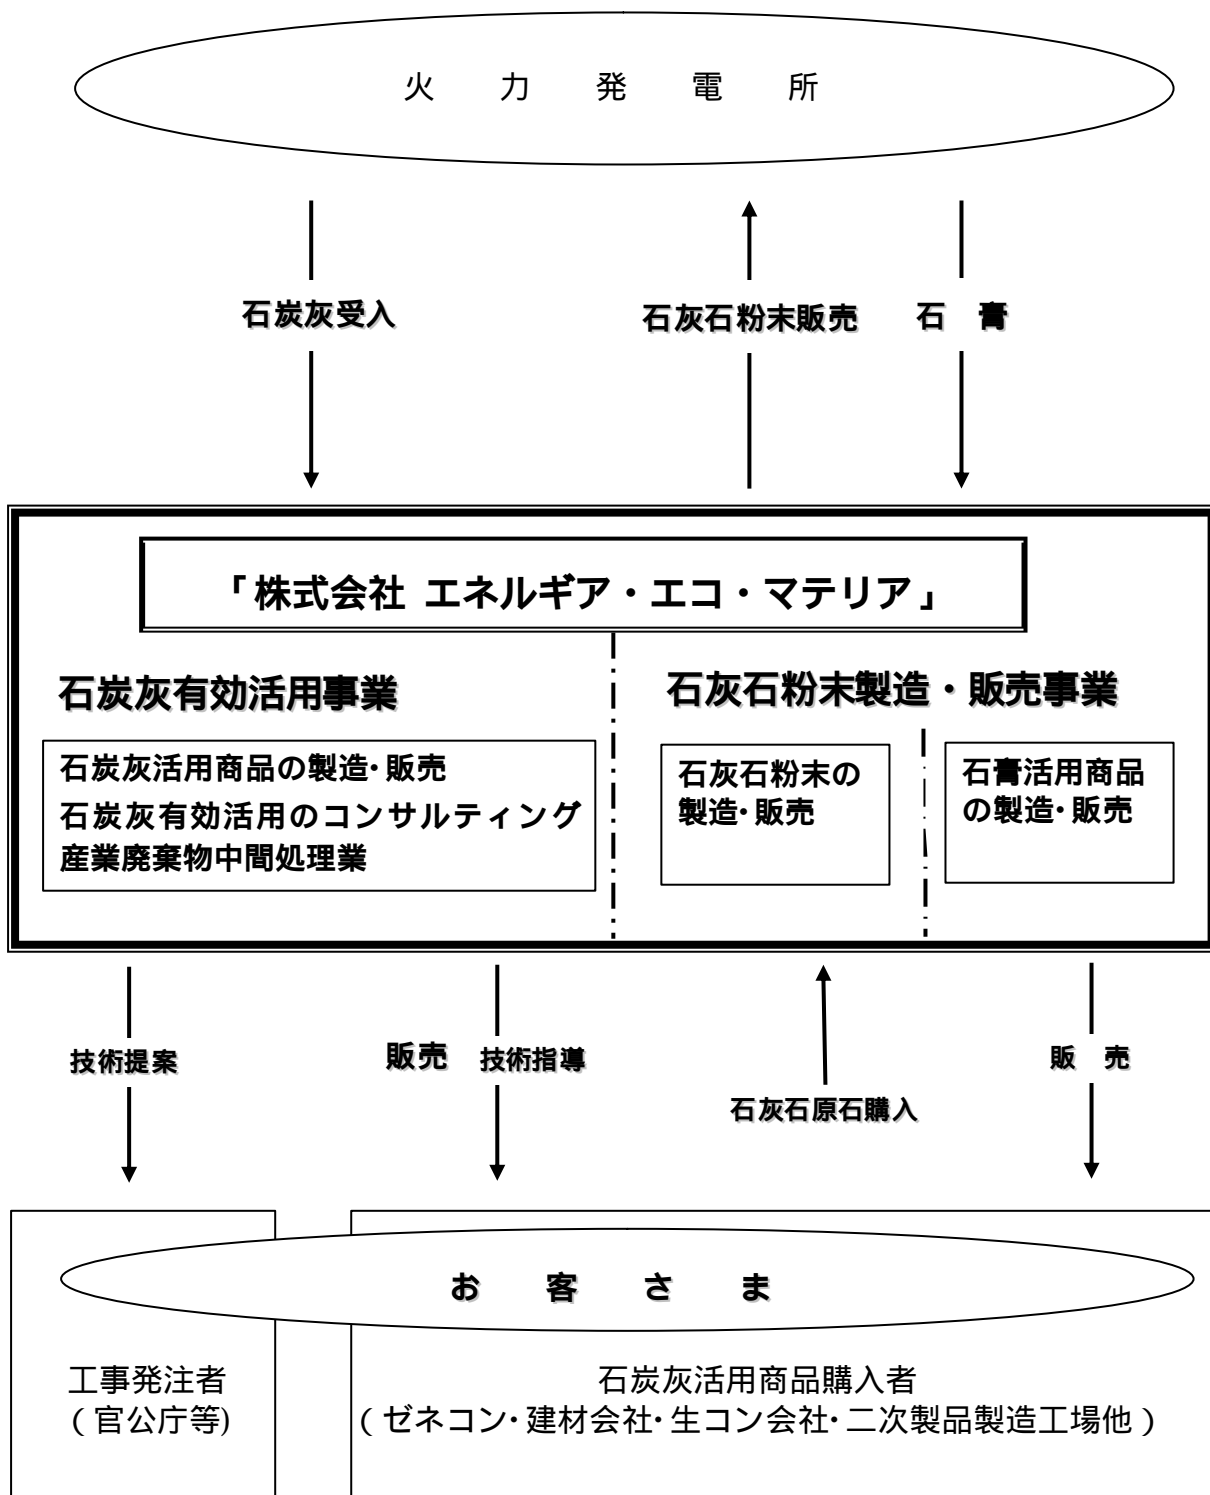 火　力　発　電　所
石炭灰受入
石灰石粉末販売
石　膏
「株式会社 エネルギア・エコ・マテリア」
石炭灰有効活用事業
石灰石粉末製造・販売事業
石炭灰活用商品の製造・販売
石炭灰有効活用のコンサルティング
産業廃棄物中間処理業
石灰石粉末の
製造・販売
石膏活用商品
の製造・販売
技術提案
販売　技術指導
石灰石原石購入
販　売
お　客　さ　ま
工事発注者
（官公庁等）
石炭灰活用商品購入者
（ゼネコン・建材会社・生コン会社・二次製品製造工場他）